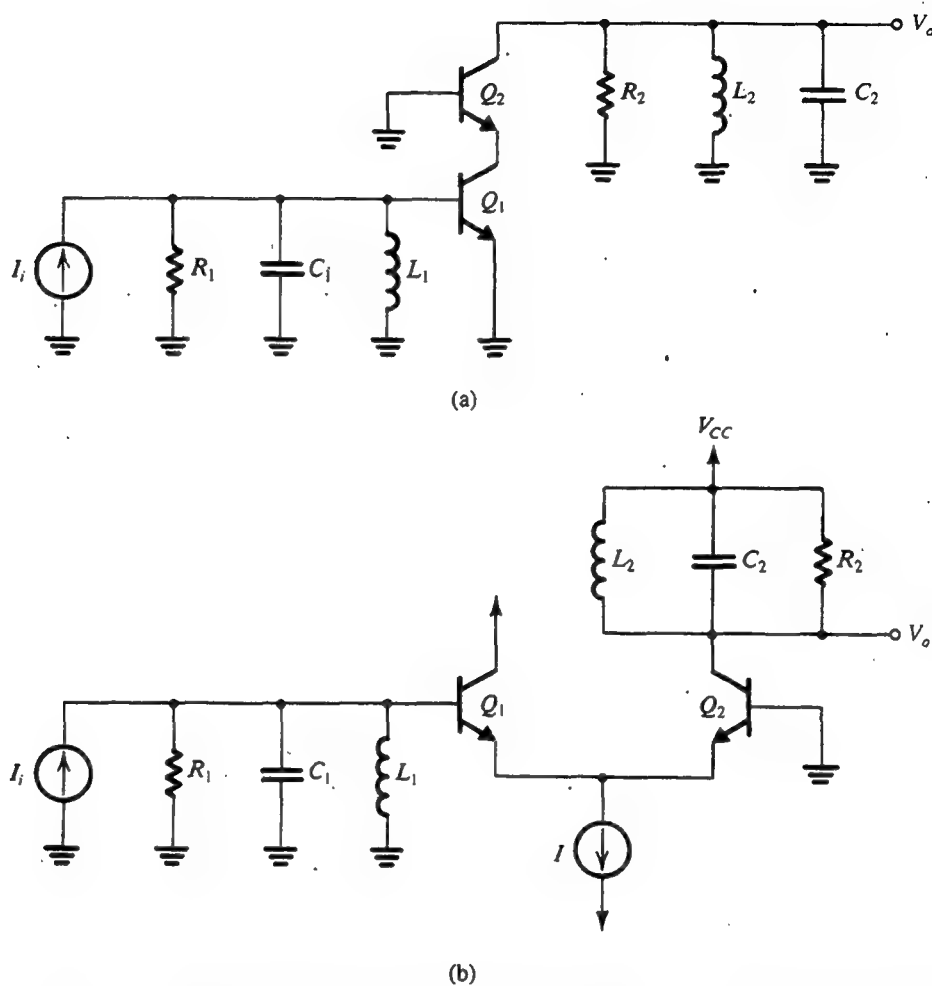 V_o
Q_2
R_2
L_2
C_2
Q_1
I_i
R_1
C_1
L_1
(a)
V_CC
L_2
C_2
R_2
V_o
Q_1
Q_2
I_i
R_1
C_1
L_1
I
(b)